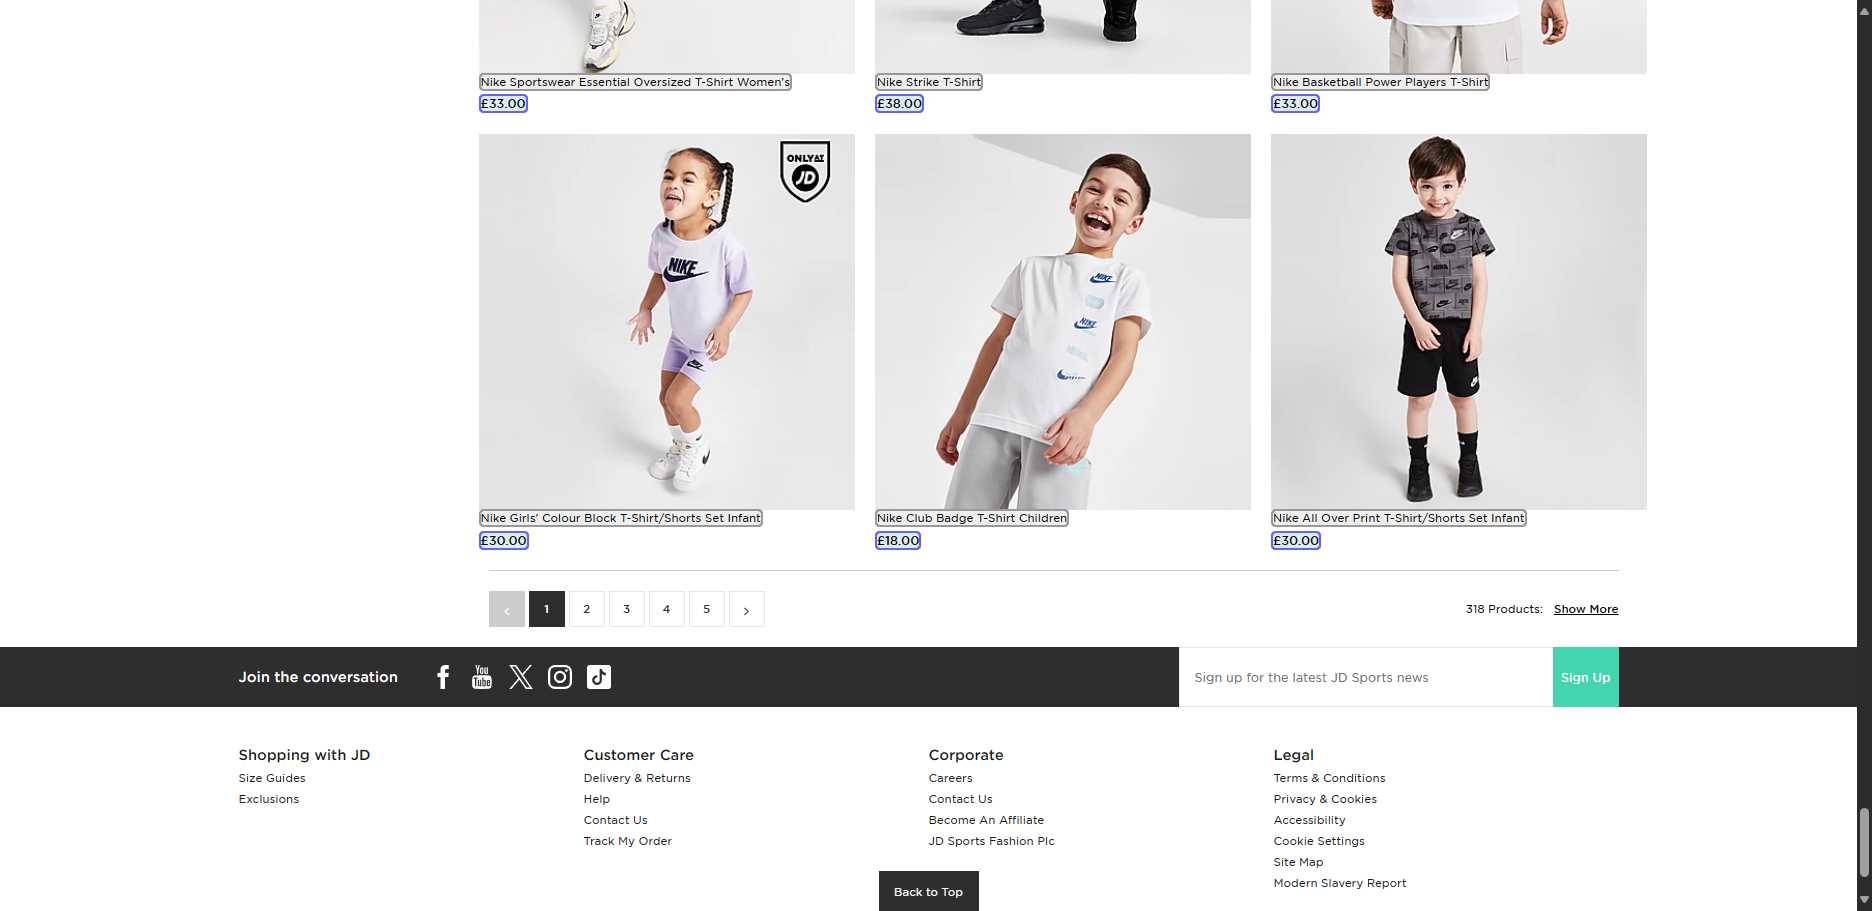 Nike Sportswear Essential Oversized T-Shirt Women's
£33.00
Nike Strike T-Shirt
£38.00
Nike Basketball Power Players T-Shirt
£33.00
ONLY AT
JD
NIKE
Nike Girls' Colour Block T-Shirt/Shorts Set Infant
£30.00
NIKE
NIKE
NIKE
Nike Club Badge T-Shirt Children
£18.00
Nike All Over Print T-Shirt/Shorts Set Infant
£30.00
‹ 1 2 3 4 5 ›
318 Products: Show More
Join the conversation
You
Tube
Sign up for the latest JD Sports news
Sign Up
Shopping with JD
Size Guides
Exclusions
Customer Care
Delivery & Returns
Help
Contact Us
Track My Order
Corporate
Careers
Contact Us
Become An Affiliate
JD Sports Fashion Plc
Legal
Terms & Conditions
Privacy & Cookies
Accessibility
Cookie Settings
Site Map
Modern Slavery Report
Back to Top